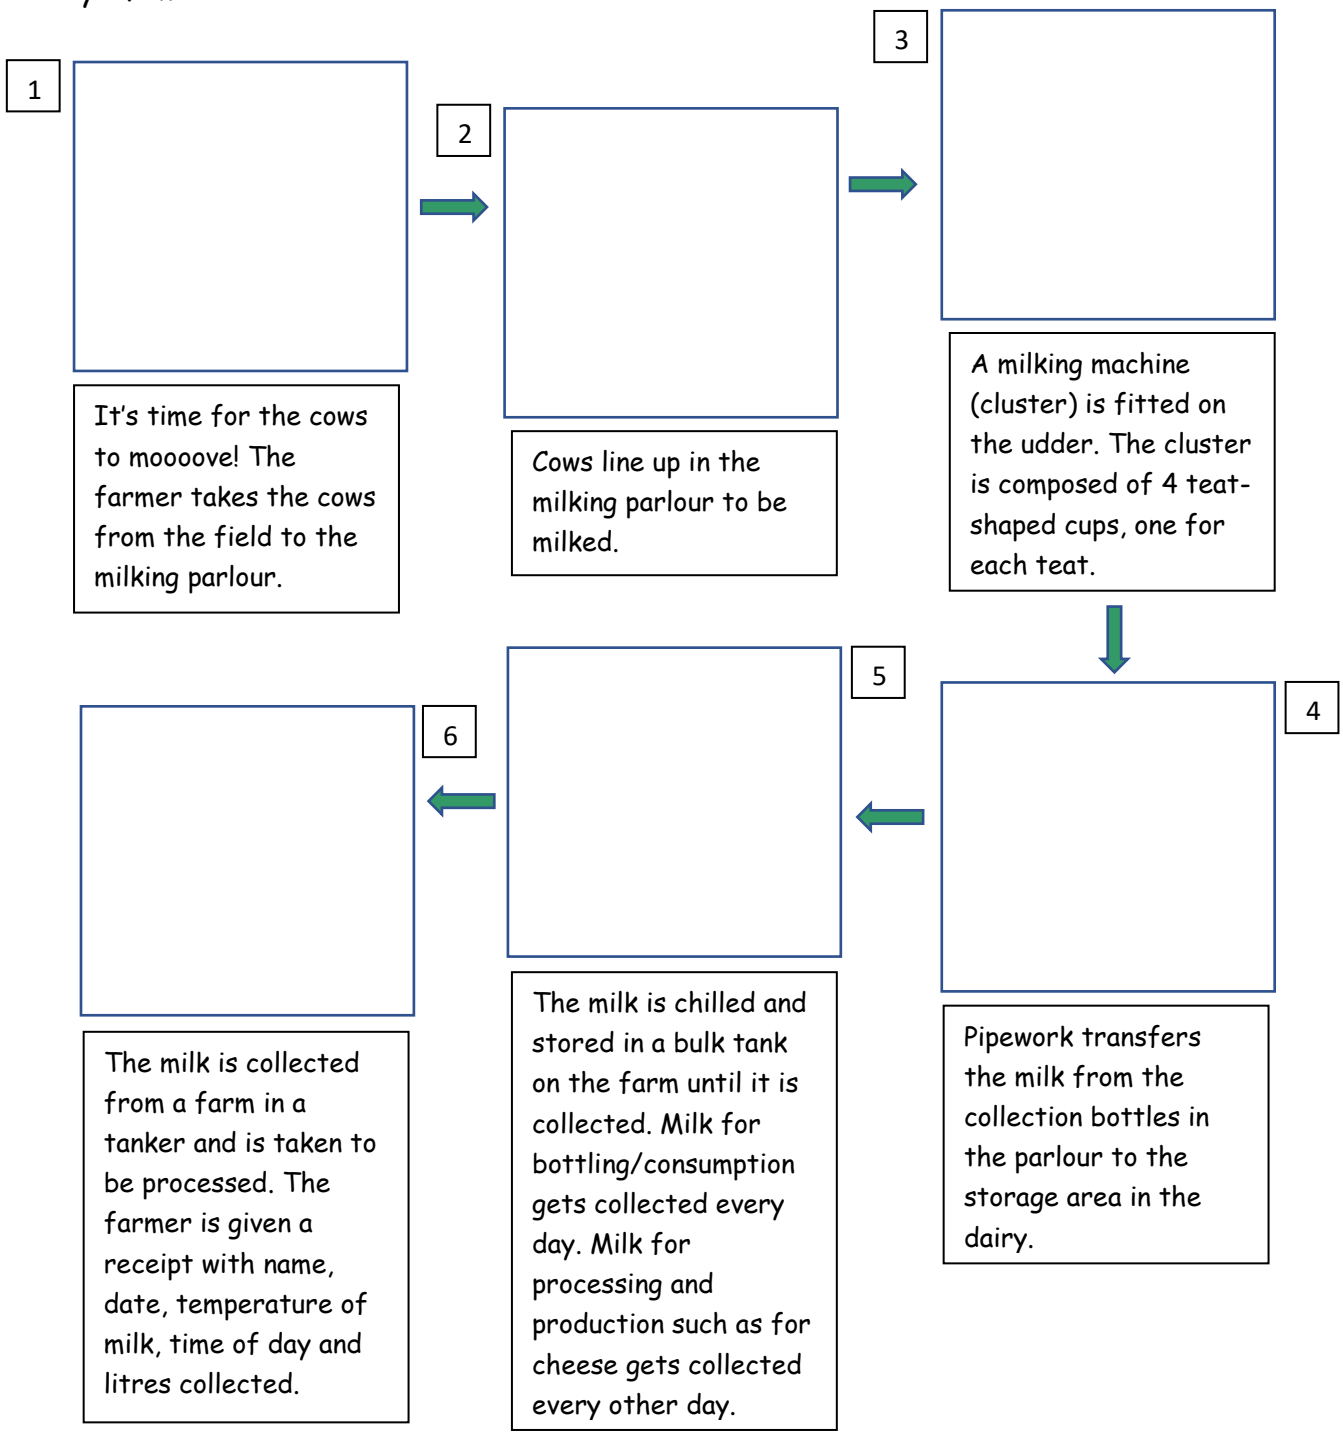 1
It's time for the cows
to moooove! The
farmer takes the cows
from the field to the
milking parlour.
2
Cows line up in the
milking parlour to be
milked.
3
A milking machine
(cluster) is fitted on
the udder. The cluster
is composed of 4 teat-
shaped cups, one for
each teat.
4
Pipework transfers
the milk from the
collection bottles in
the parlour to the
storage area in the
dairy.
5
The milk is chilled and
stored in a bulk tank
on the farm until it is
collected. Milk for
bottling/consumption
gets collected every
day. Milk for
processing and
production such as for
cheese gets collected
every other day.
6
The milk is collected
from a farm in a
tanker and is taken to
be processed. The
farmer is given a
receipt with name,
date, temperature of
milk, time of day and
litres collected.